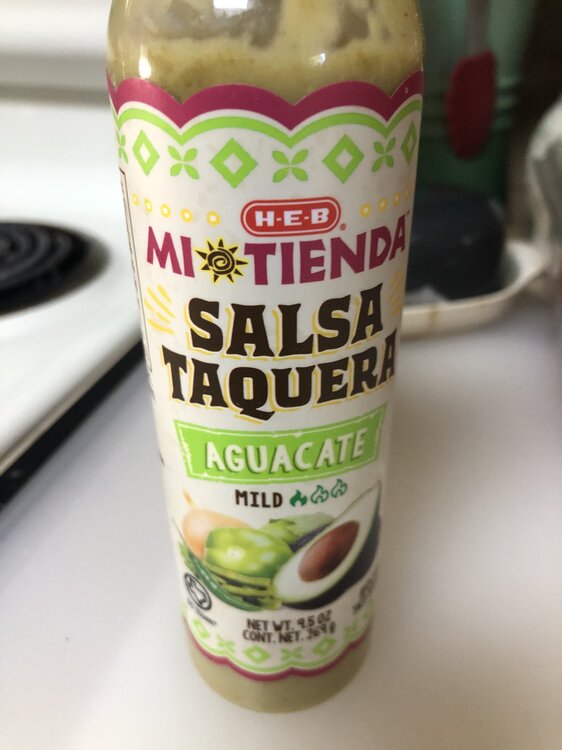 H-E-B
MI TIENDA
SALSA
TAQUERA
AGUACATE
MILD
NET WT. 9.5 OZ
CONT. NET. 269 g